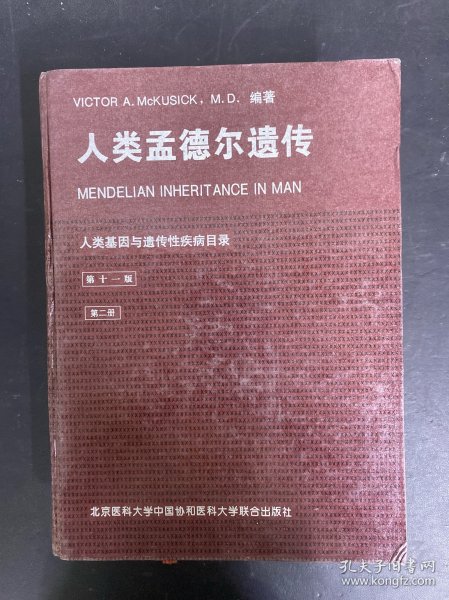 VICTOR A. McKUSICK, M.D. 编著
人类孟德尔遗传
MENDELIAN INHERITANCE IN MAN
人类基因与遗传性疾病目录
第十一版
第二册
北京医科大学中国协和医科大学联合出版社
孔夫子旧书网
www.kongfz.com